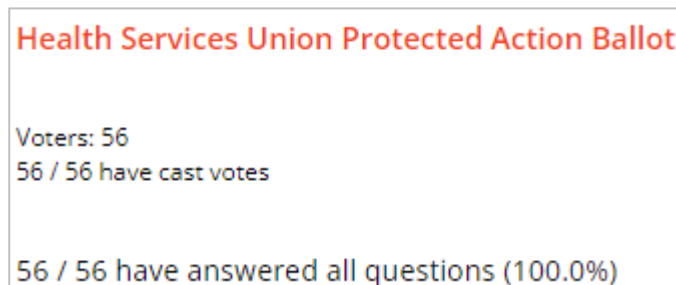 Health Services Union Protected Action Ballot
Voters: 56
56 / 56 have cast votes
56 / 56 have answered all questions (100.0%)